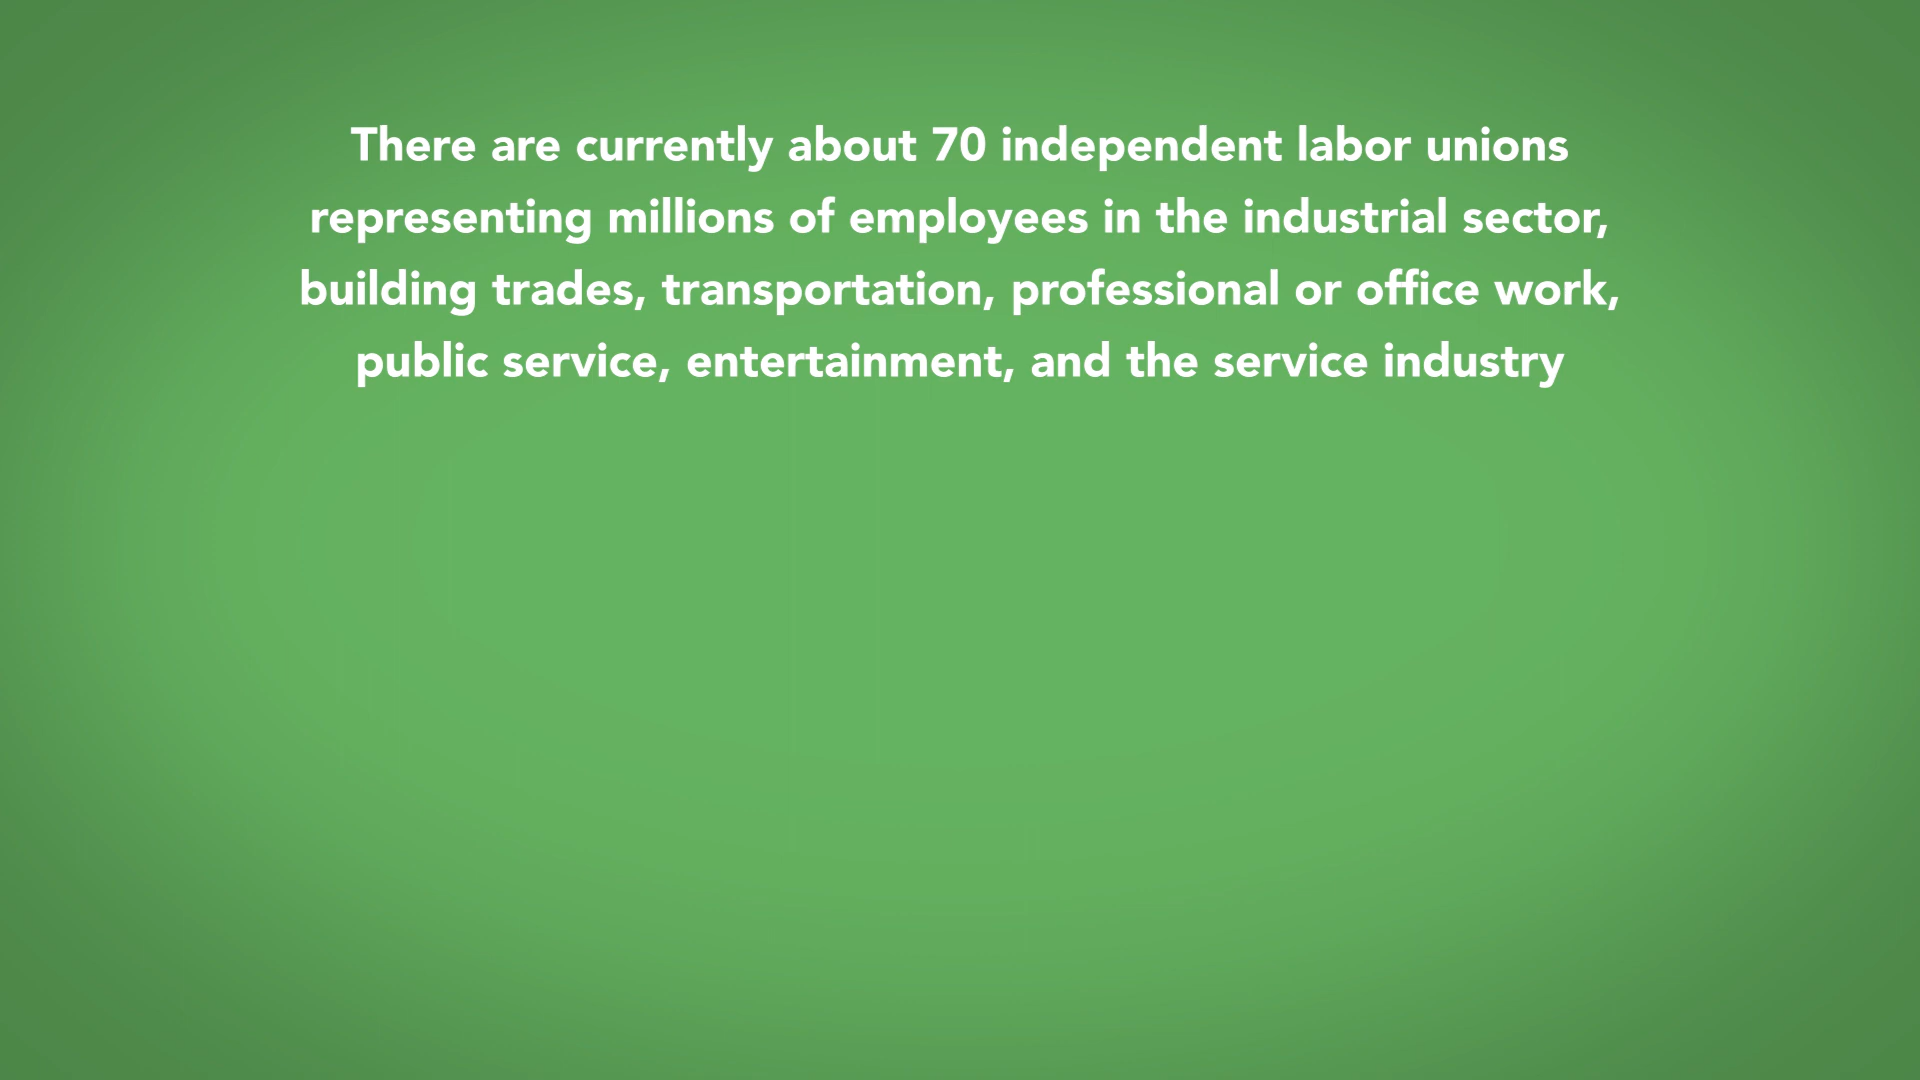 There are currently about 70 independent labor unions
representing millions of employees in the industrial sector,
building trades, transportation, professional or office work,
public service, entertainment, and the service industry